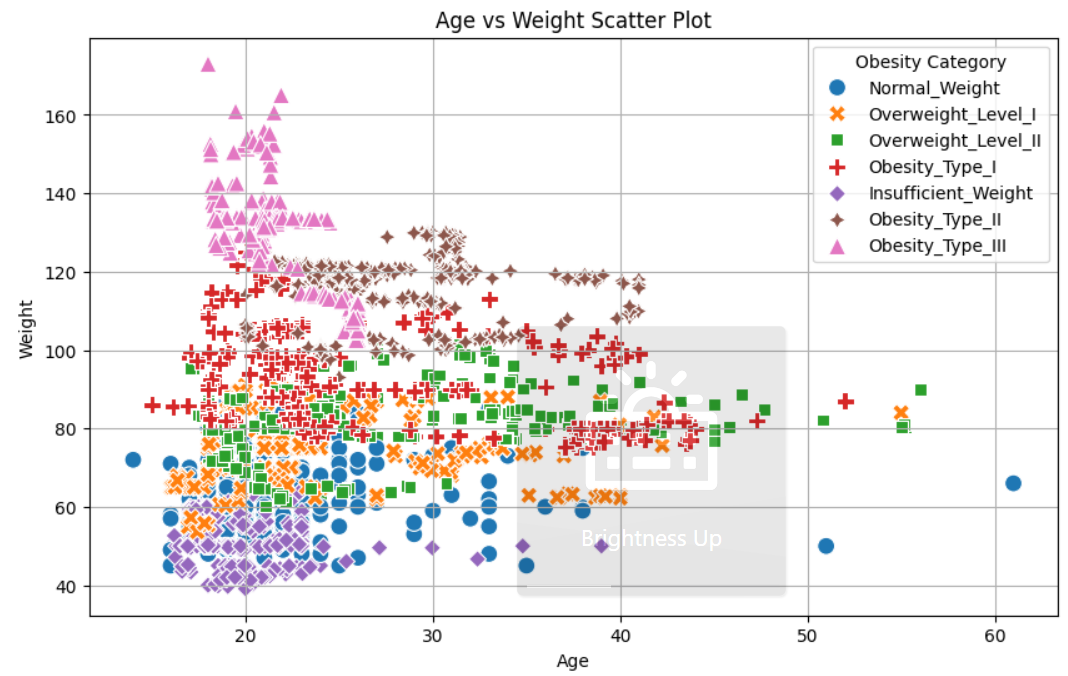 Age vs Weight Scatter Plot
Obesity Category
Normal_Weight
Overweight_Level_I
Overweight_Level_II
Obesity_Type_I
Insufficient_Weight
Obesity_Type_II
Obesity_Type_III
160
140
120
100
80
60
40
Weight
Brightness Up
20 30 40 50 60
Age